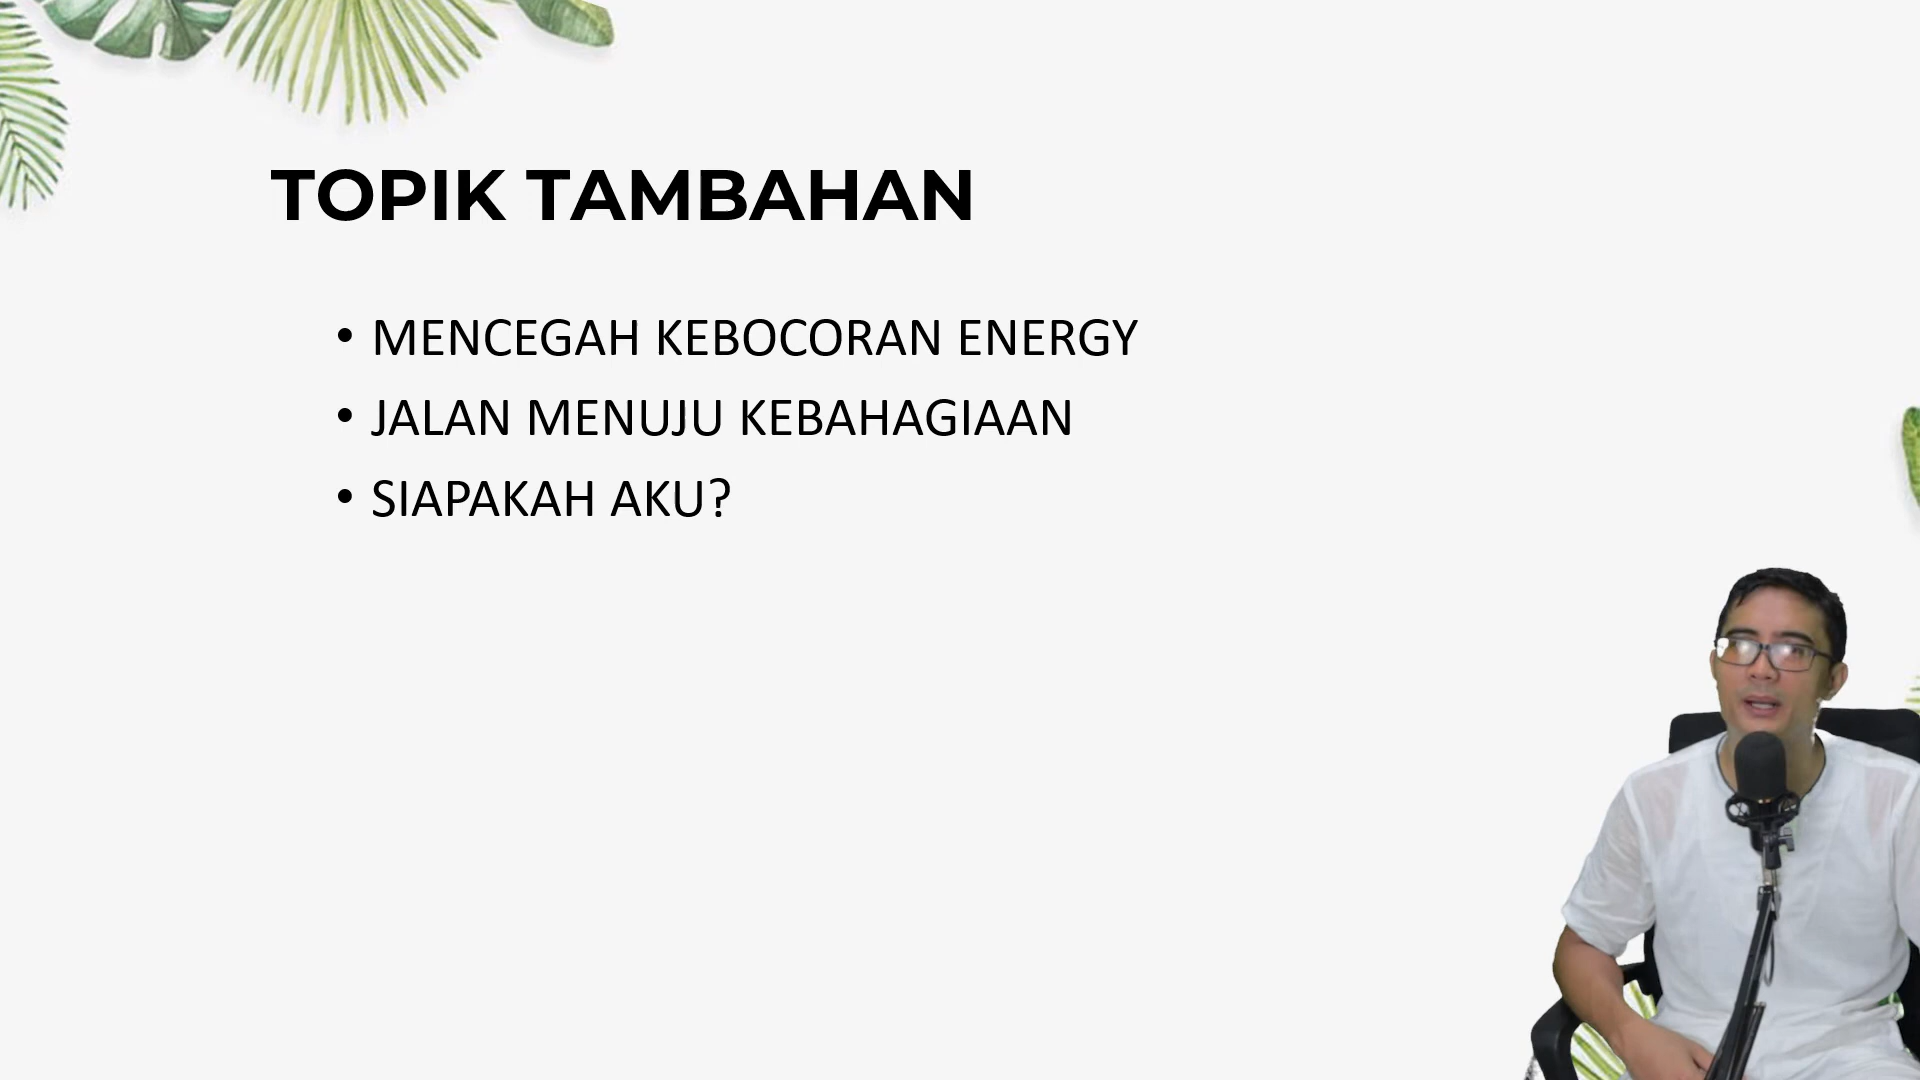 TOPIK TAMBAHAN
• MENCEGAH KEBOCORAN ENERGY
• JALAN MENUJU KEBAHAGIAAN
• SIAPAKAH AKU?